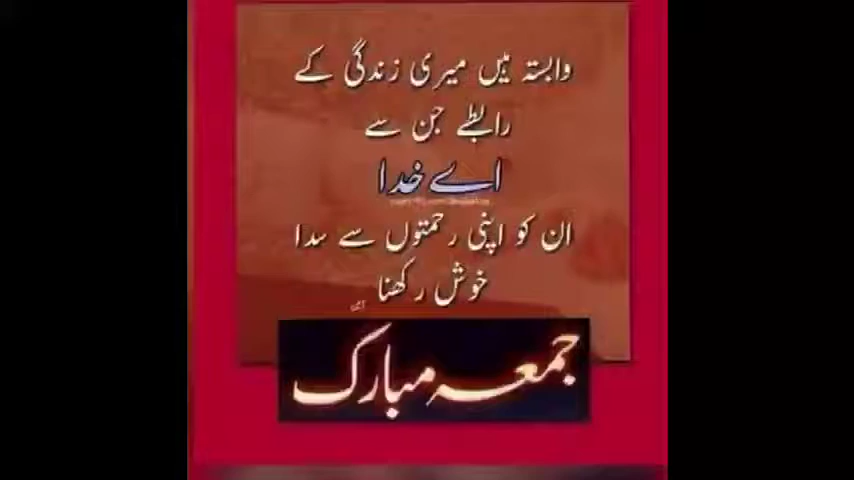 وابستہ ہیں میری زندگی کے
رابطے جن سے
اے خدا
ان کو اپنی رحمتوں سے سدا
خوش رکھنا
آمین
جمعہ مبارک